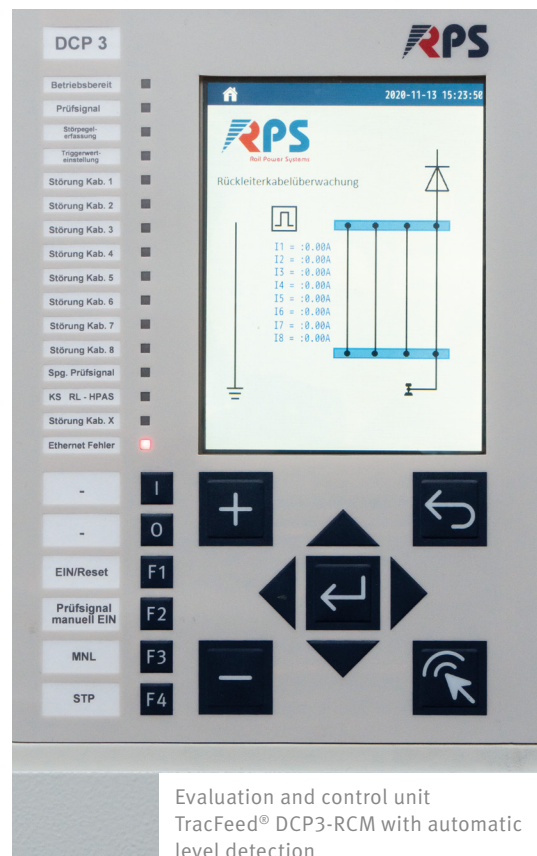 DCP 3
RPS
Betriebsbereit
Prüfsignal
Störpegel-
erfassung
Triggerwert-
einstellung
Störung Kab. 1
Störung Kab. 2
Störung Kab. 3
Störung Kab. 4
Störung Kab. 5
Störung Kab. 6
Störung Kab. 7
Störung Kab. 8
Spg. Prüfsignal
KS RL - HPAS
Störung Kab. X
Ethernet Fehler
2020-11-13 15:23:50
RPS
Rail Power Systems
Rückleiterkabelüberwachung
I1 = :0.00A
I2 = :0.00A
I3 = :0.00A
I4 = :0.00A
I5 = :0.00A
I6 = :0.00A
I7 = :0.00A
I8 = :0.00A
- I
- O
EIN/Reset F1
Prüfsignal
manuell EIN F2
MNL F3
STP F4
Evaluation and control unit
TracFeed® DCP3-RCM with automatic
level detection